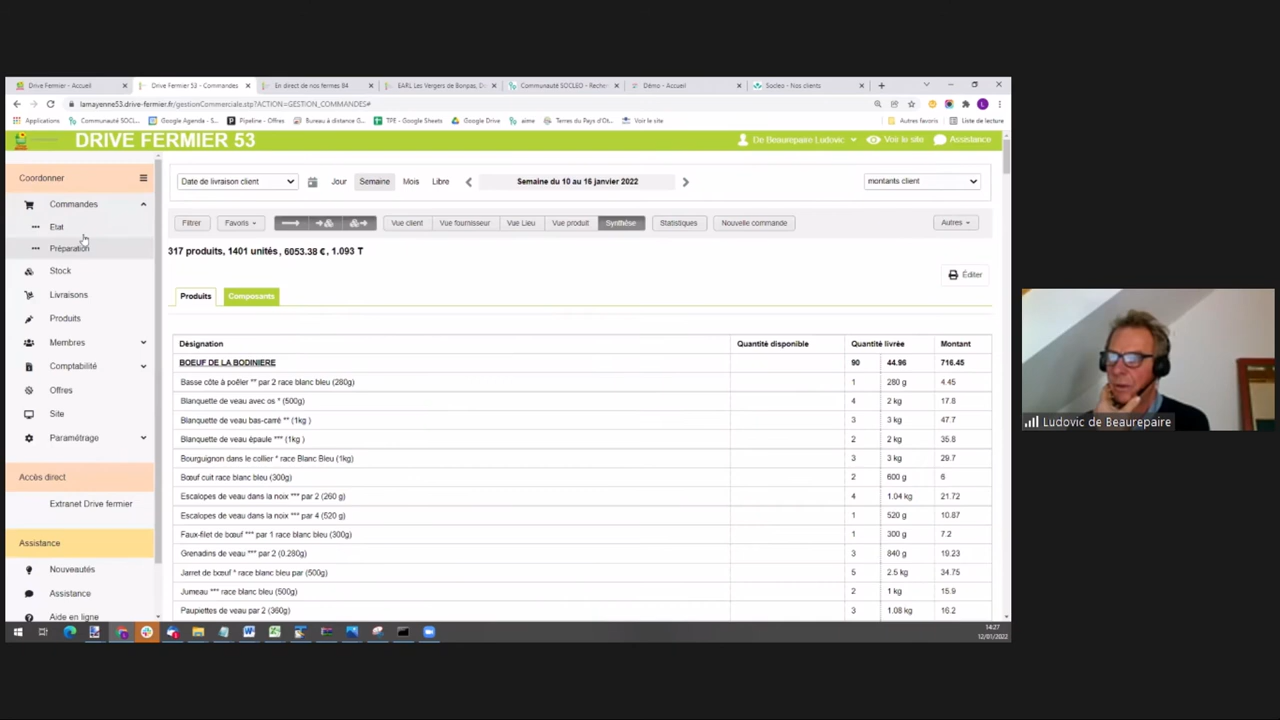 Drive Fermier - Accueil
Drive Fermier 53 - Commandes
En direct de nos fermes 84
EARL Les Vergers de Bonpas, D
Communauté SOCLEO - Reche
Démo - Accueil
Socleo - Nos clients
lamayenne53.drive-fermier.fr/gestionCommerciale.stp?ACTION=GESTION_COMMANDES#
Applications
Communauté SOCL...
Google Agenda - S...
Pipeline - Offres
Bureau à distance G...
TPE - Google Sheets
Google Drive
aime
Terres du Pays d'Ot...
Voir le site
Autres favoris
Liste de lecture
DRIVE FERMIER 53
De Beaurepaire Ludovic
Voir le site
Assistance
Coordonner
Commandes
Etat
Préparation
Stock
Livraisons
Produits
Membres
Comptabilité
Offres
Site
Paramétrage
Accès direct
Extranet Drive fermier
Assistance
Nouveautés
Assistance
Aide en ligne
Date de livraison client
Jour
Semaine
Mois
Libre
Semaine du 10 au 16 janvier 2022
montants client
Filtrer
Favoris
Vue client
Vue fournisseur
Vue Lieu
Vue produit
Synthèse
Statistiques
Nouvelle commande
Autres
317 produits, 1401 unités, 6053.38 €, 1.093 T
Éditer
Produits
Composants
Désignation Quantité disponible Quantité livrée Montant
BOEUF DE LA BODINIERE 90 44.96 716.45
Basse côte à poêler ** par 2 race blanc bleu (280g) 1 280 g 4.45
Blanquette de veau avec os * (500g) 4 2 kg 17.8
Blanquette de veau bas-carré ** (1kg ) 3 3 kg 47.7
Blanquette de veau épaule *** (1kg ) 2 2 kg 35.8
Bourguignon dans le collier * race Blanc Bleu (1kg) 3 3 kg 29.7
Bœuf cuit race blanc bleu (300g) 2 600 g 6
Escalopes de veau dans la noix *** par 2 (260 g) 4 1.04 kg 21.72
Escalopes de veau dans la noix *** par 4 (520 g) 1 520 g 10.87
Faux-filet de bœuf *** par 1 race blanc bleu (300g) 1 300 g 7.2
Grenadins de veau *** par 2 (0.280g) 3 840 g 19.23
Jarret de bœuf * race blanc bleu par (500g) 5 2.5 kg 34.75
Jumeau *** race blanc bleu (500g) 2 1 kg 15.9
Paupiettes de veau par 2 (360g) 3 1.08 kg 16.2
14:27
12/01/2022
Ludovic de Beaurepaire